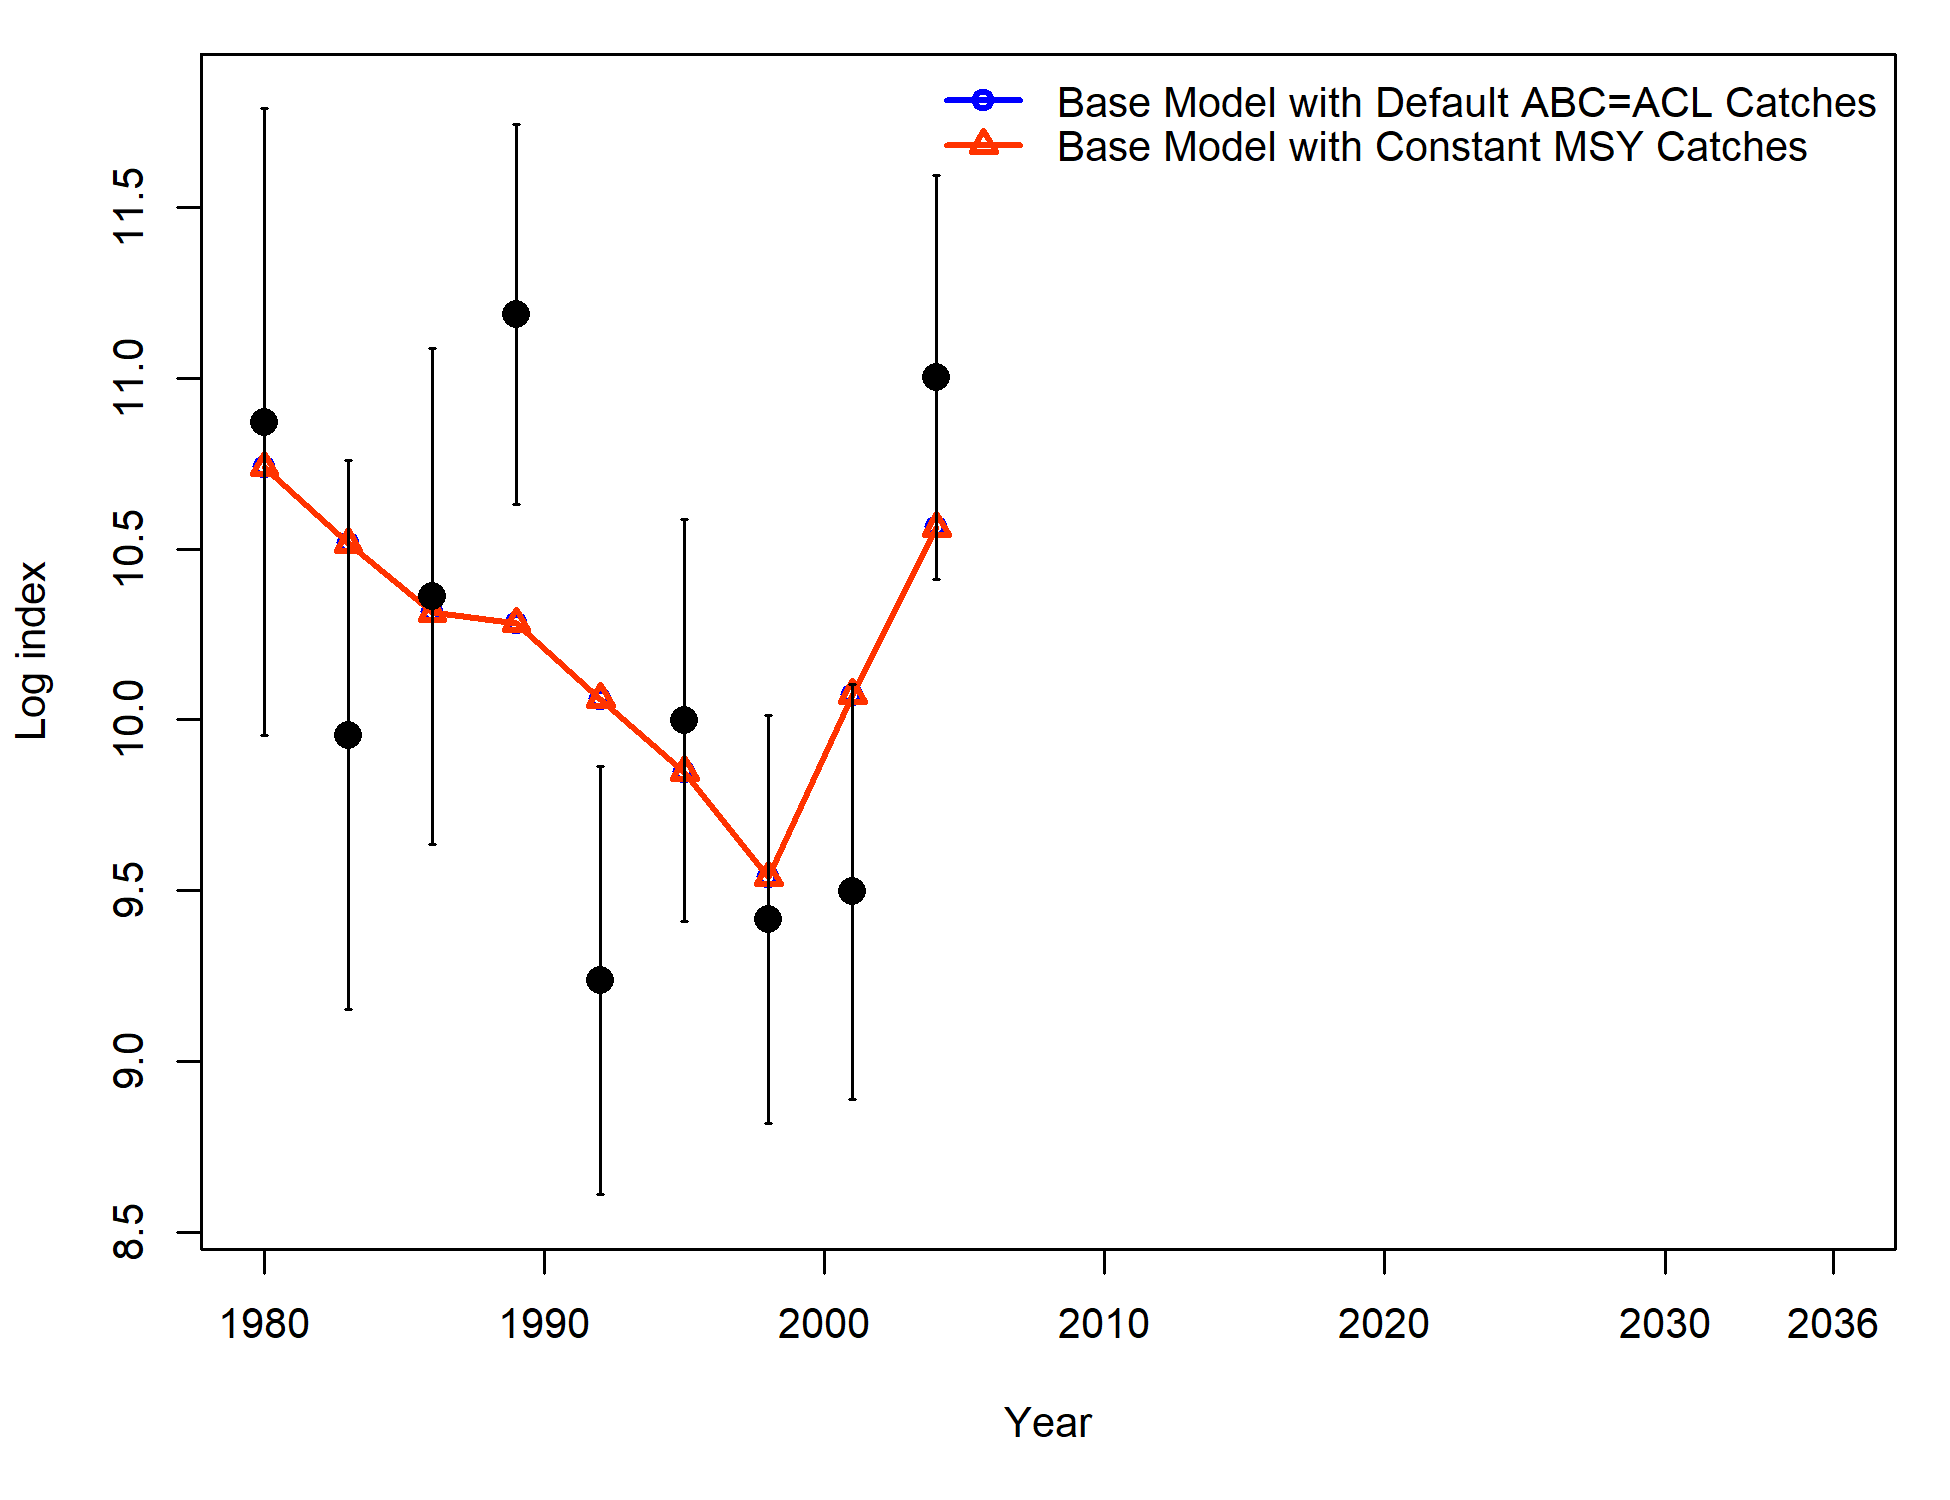 Base Model with Default ABC=ACL Catches
Base Model with Constant MSY Catches
Log index
11.5
11.0
10.5
10.0
9.5
9.0
8.5
1980 1990 2000 2010 2020 2030 2036
Year